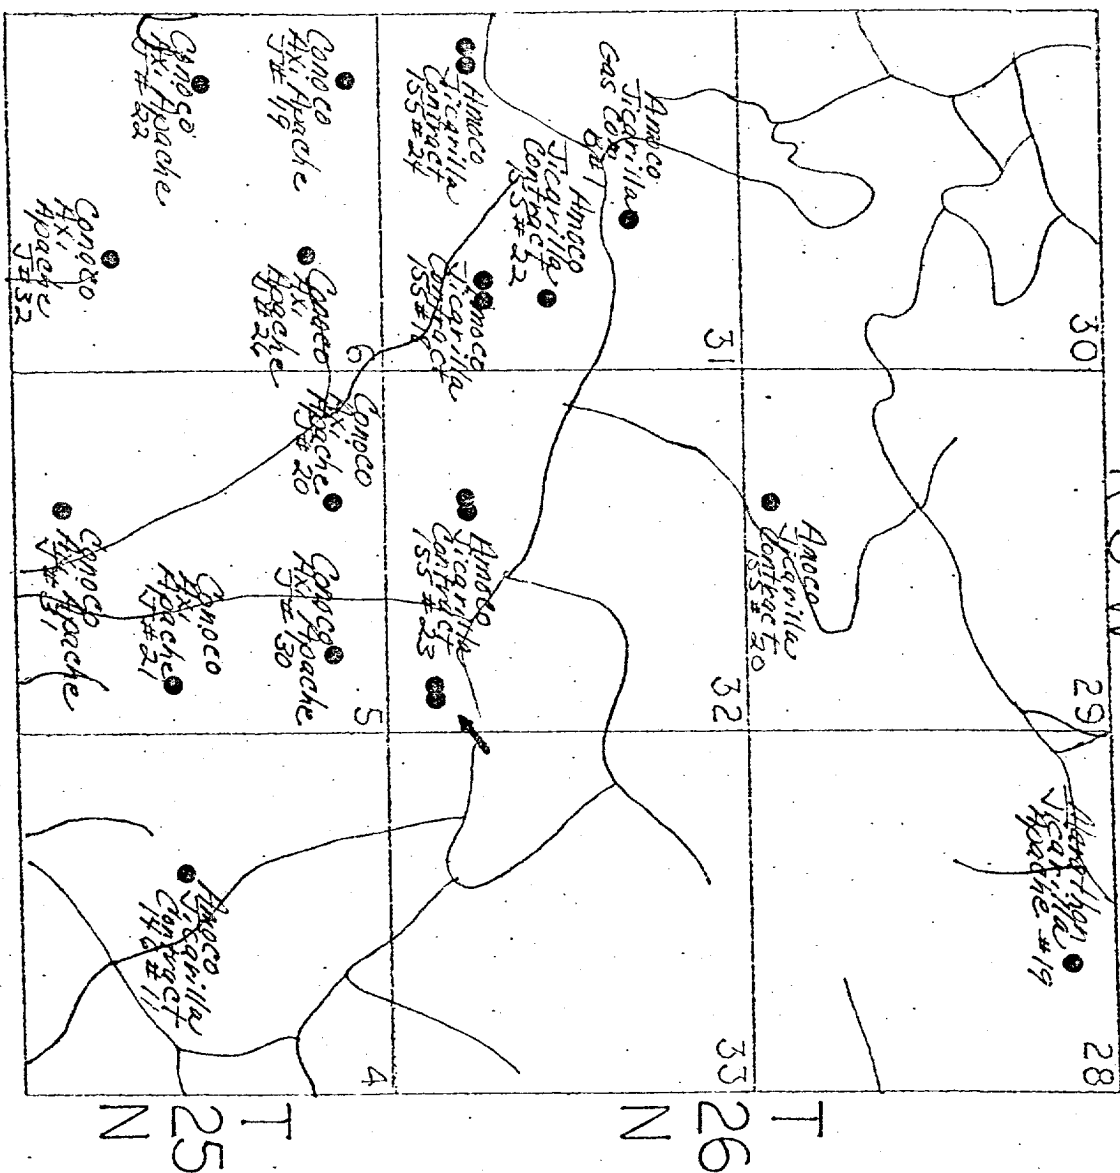 30
29
28
Marathon
Jicarilla
Apache #19
Amoco
Jicarilla
Gas Com
Amoco
Jicarilla
Contract
155 #20
31
32
33
Amoco
Jicarilla
Contract
155 #22
Amoco
Jicarilla
Contract
155 #24
Amoco
Jicarilla
Contract
Amoco
Jicarilla
Contract
155 #23
T
26
N
6
5
4
Conoco
AXI Apache
J #19
Conoco
AXI
Apache
J #26
Conoco
AXI
Apache
J #20
Conoco
AXI Apache
J #30
Conoco
AXI Apache
J #22
Conoco
AXI
Apache
J #21
Amoco
Jicarilla
Contract
146 #11
Conoco
AXI
Apache
J #32
Conoco
AXI Apache
J #31
T
25
N